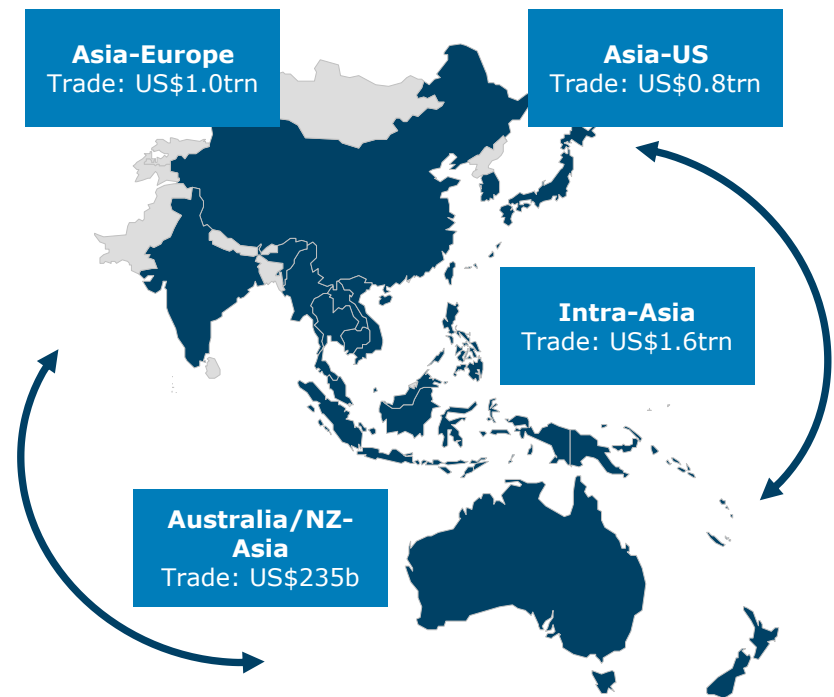 Asia-Europe
Trade: US$1.0trn
Asia-US
Trade: US$0.8trn
Intra-Asia
Trade: US$1.6trn
Australia/NZ-
Asia
Trade: US$235b